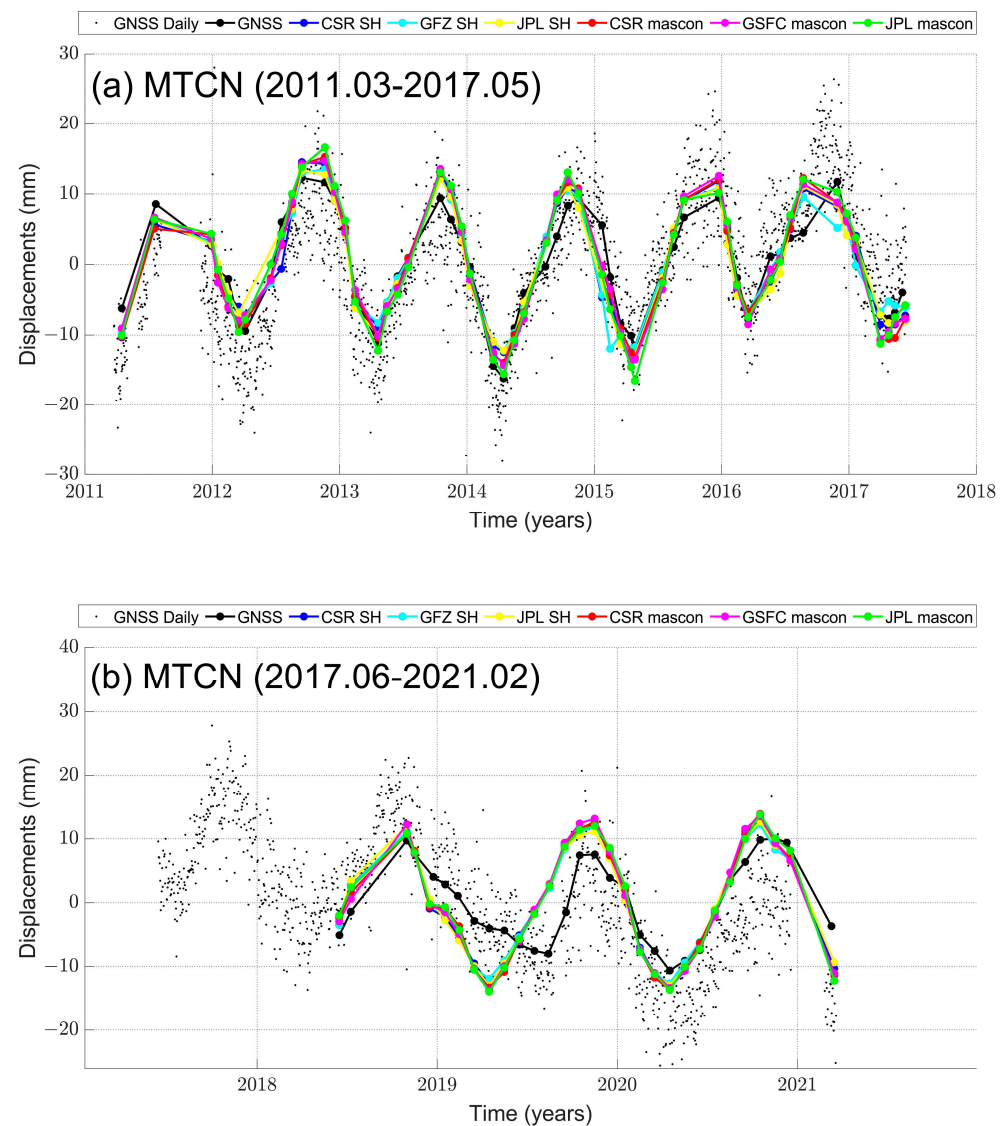 GNSS Daily GNSS CSR SH GFZ SH JPL SH CSR mascon GSFC mascon JPL mascon
(a) MTCN (2011.03-2017.05)
Displacements (mm)
30
20
10
0
−10
−20
−30
2011 2012 2013 2014 2015 2016 2017 2018
Time (years)
GNSS Daily GNSS CSR SH GFZ SH JPL SH CSR mascon GSFC mascon JPL mascon
(b) MTCN (2017.06-2021.02)
Displacements (mm)
40
30
20
10
0
−10
−20
2018 2019 2020 2021
Time (years)